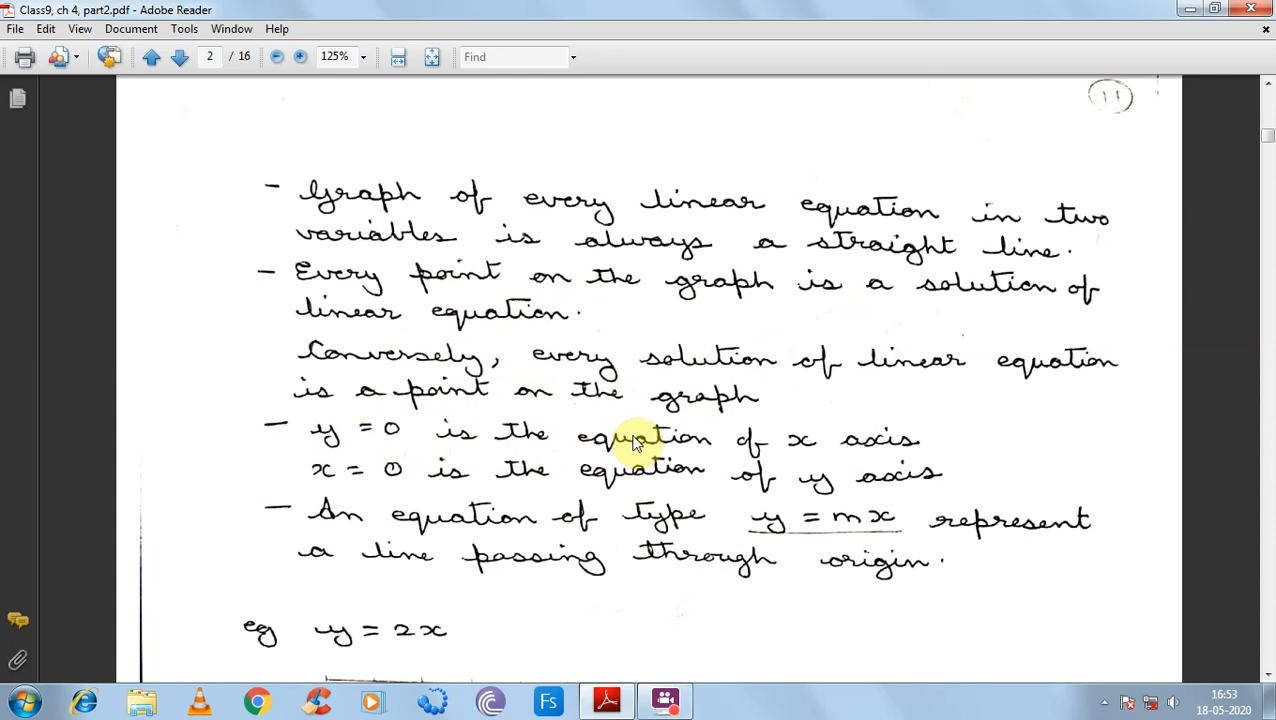 Class9, ch 4, part2.pdf - Adobe Reader
File Edit View Document Tools Window Help
2 / 16 125% Find
11
- Graph of every linear equation in two
variables is always a straight line.
- Every point on the graph is a solution of
linear equation.
Conversely, every solution of linear equation
is a point on the graph
- y = 0 is the equation of x axis
x = 0 is the equation of y axis
- An equation of type y = mx represent
a line passing through origin.
eg y = 2x
Fs
16:53
18-05-2020